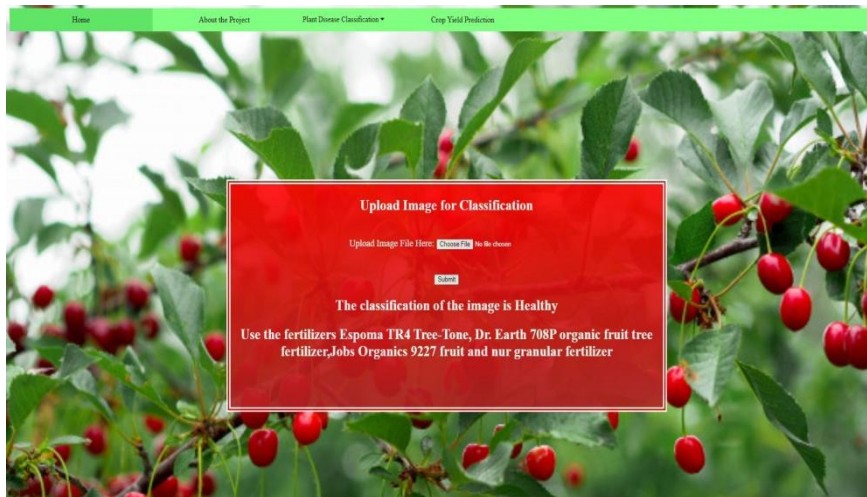 Home About the Project Plant Disease Classification Crop Yield Prediction
Upload Image for Classification
Upload Image File Here: Choose File No file chosen
Submit
The classification of the image is Healthy
Use the fertilizers Espoma TR4 Tree-Tone, Dr. Earth 708P organic fruit tree
fertilizer,Jobs Organics 9227 fruit and nur granular fertilizer